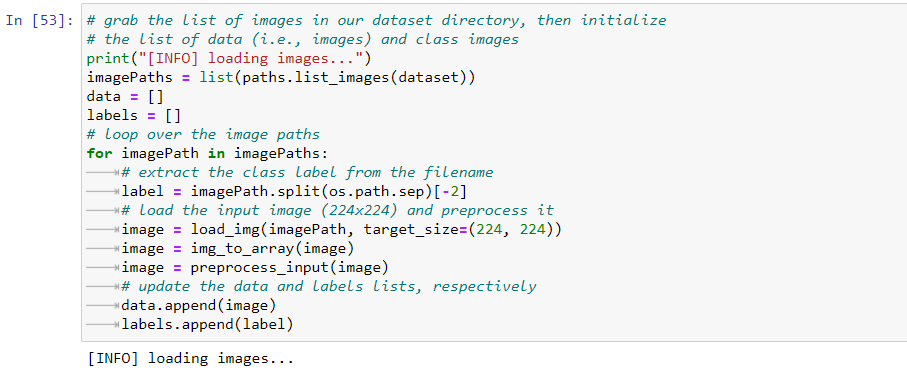 In [53]: # grab the list of images in our dataset directory, then initialize
# the list of data (i.e., images) and class images
print("[INFO] loading images...")
imagePaths = list(paths.list_images(dataset))
data = []
labels = []
# loop over the image paths
for imagePath in imagePaths:
# extract the class label from the filename
label = imagePath.split(os.path.sep)[-2]
# load the input image (224x224) and preprocess it
image = load_img(imagePath, target_size=(224, 224))
image = img_to_array(image)
image = preprocess_input(image)
# update the data and labels lists, respectively
data.append(image)
labels.append(label)
[INFO] loading images...